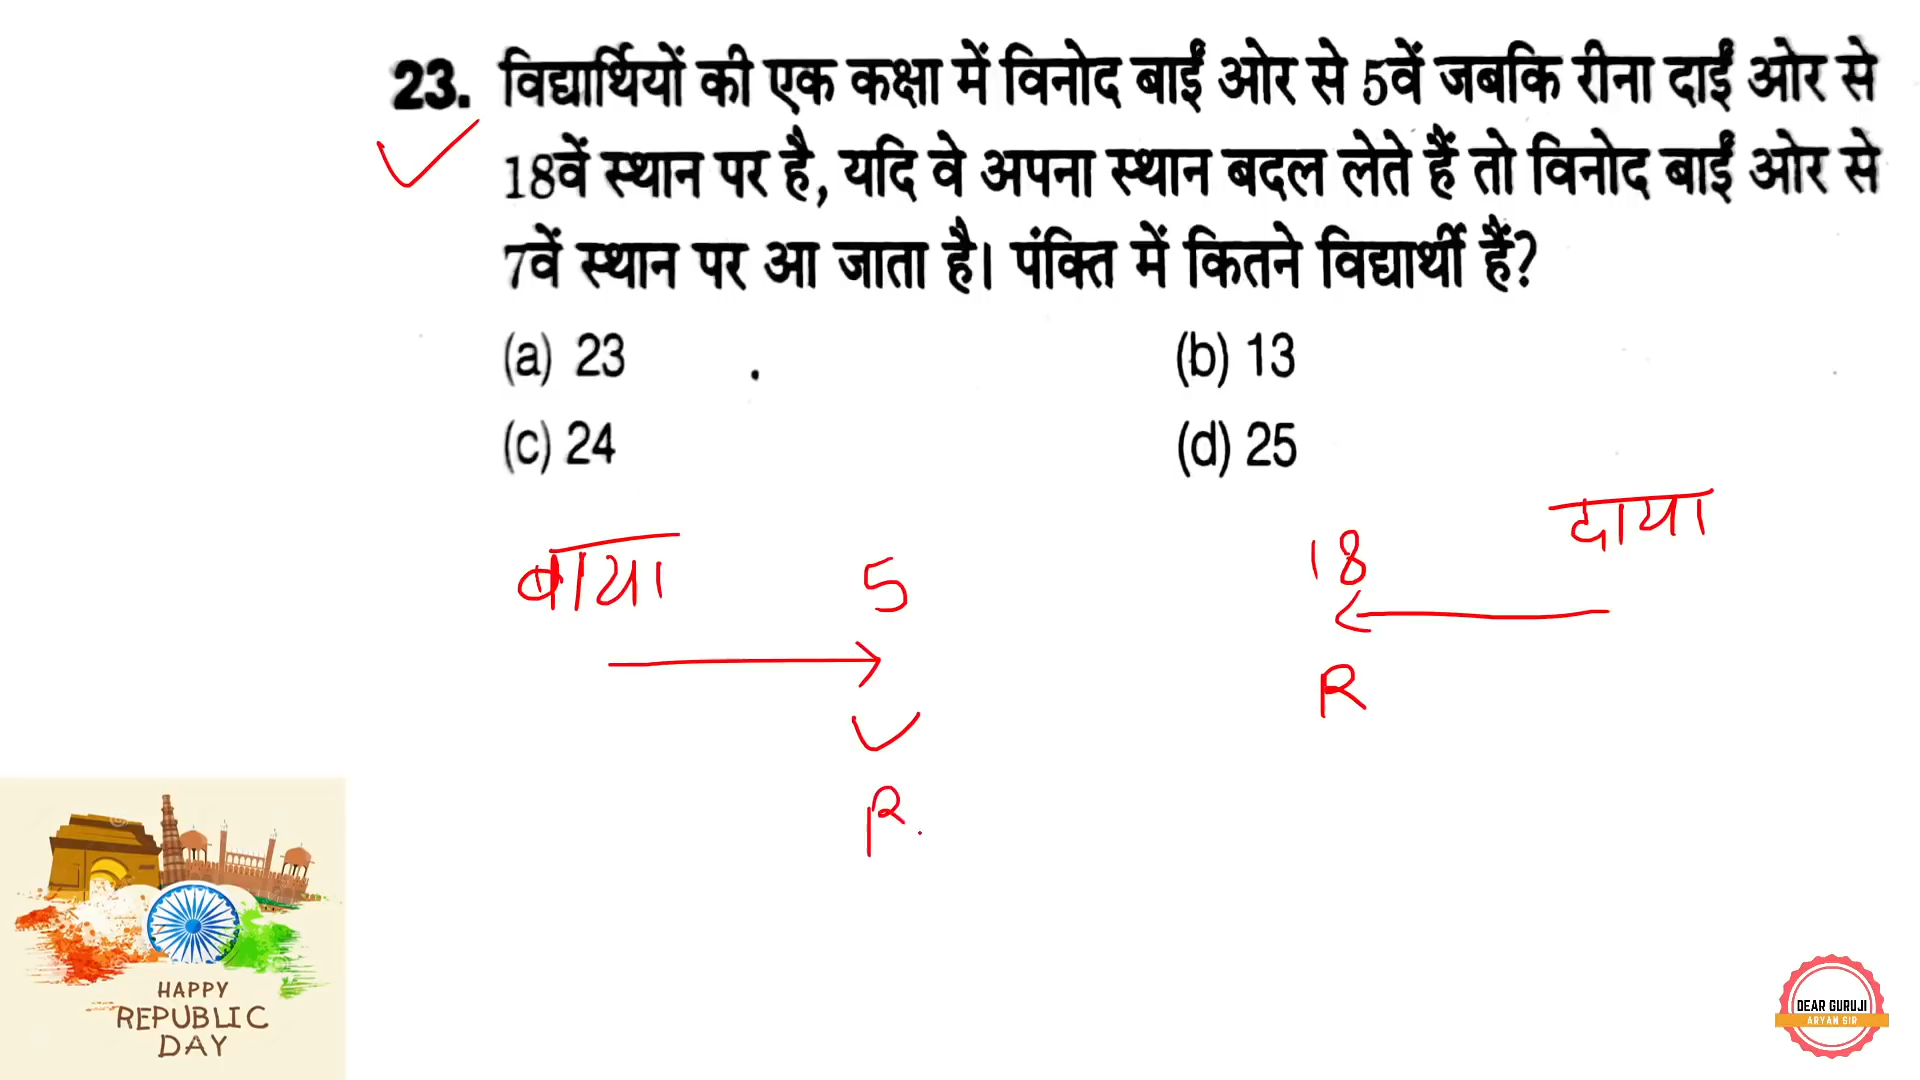 23. विद्यार्थियों की एक कक्षा में विनोद बाईं ओर से 5वें जबकि रीना दाईं ओर से
18वें स्थान पर है, यदि वे अपना स्थान बदल लेते हैं तो विनोद बाईं ओर से
7वें स्थान पर आ जाता है। पंक्ति में कितने विद्यार्थी हैं?
(a) 23 (b) 13
(c) 24 (d) 25
बाया 5 18 दाया
R
R.
HAPPY
REPUBLIC
DAY
DEAR GURUJI
ARYAN SIR